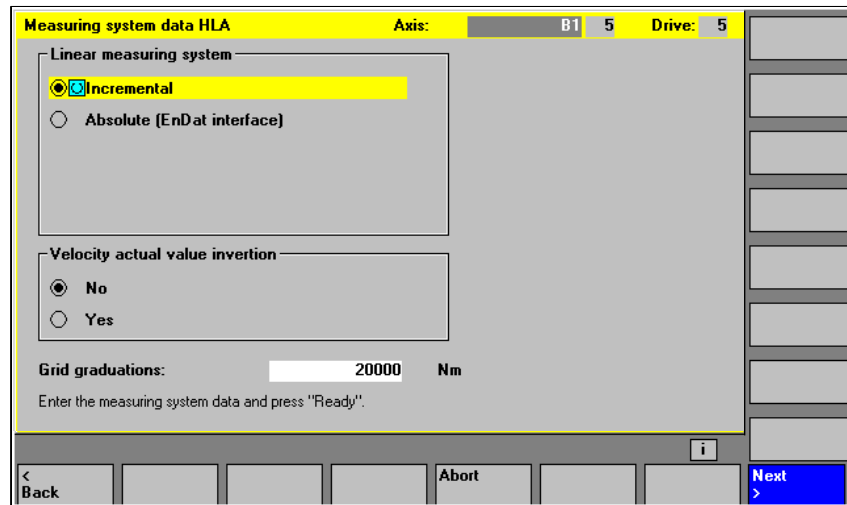 Measuring system data HLA Axis: B1 5 Drive: 5
Linear measuring system
Incremental
Absolute (EnDat interface)
Velocity actual value invertion
No
Yes
Grid graduations: 20000 Nm
Enter the measuring system data and press "Ready".
i
<
Back
Abort
Next
>